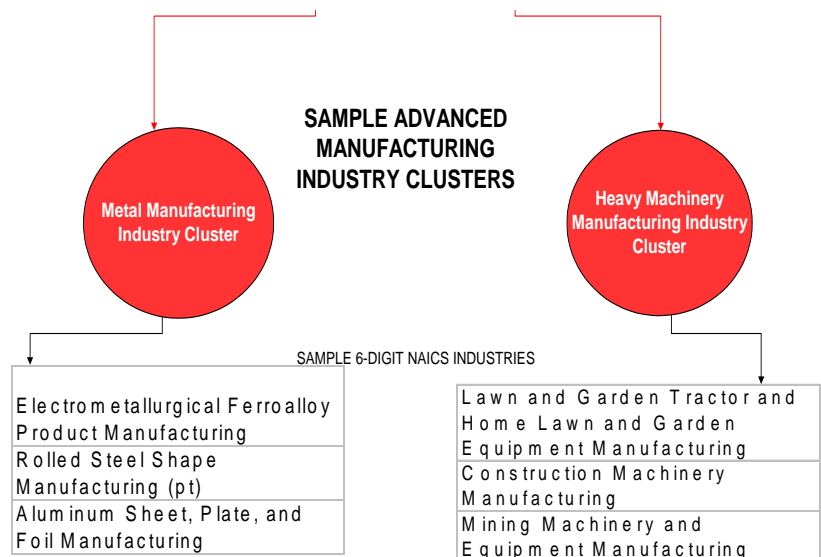 SAMPLE ADVANCED
MANUFACTURING
INDUSTRY CLUSTERS
Metal Manufacturing
Industry Cluster
Heavy Machinery
Manufacturing Industry
Cluster
SAMPLE 6-DIGIT NAICS INDUSTRIES
Electrometallurgical Ferroalloy
Product Manufacturing
Rolled Steel Shape
Manufacturing (pt)
Aluminum Sheet, Plate, and
Foil Manufacturing
Lawn and Garden Tractor and
Home Lawn and Garden
Equipment Manufacturing
Construction Machinery
Manufacturing
Mining Machinery and
Equipment Manufacturing